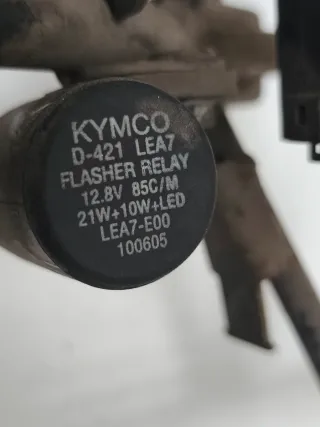 KYMCO
D-421 LEA7
FLASHER RELAY
12.8V 85C/M
21W+10W+LED
LEA7-E00
100605